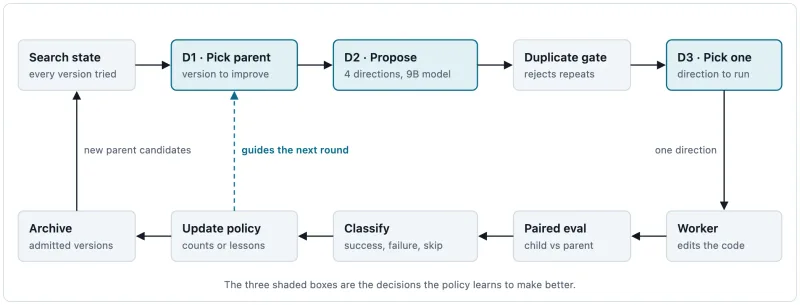 Search state
every version tried
D1 · Pick parent
version to improve
D2 · Propose
4 directions, 9B model
Duplicate gate
rejects repeats
D3 · Pick one
direction to run
new parent candidates
guides the next round
one direction
Archive
admitted versions
Update policy
counts or lessons
Classify
success, failure, skip
Paired eval
child vs parent
Worker
edits the code
The three shaded boxes are the decisions the policy learns to make better.